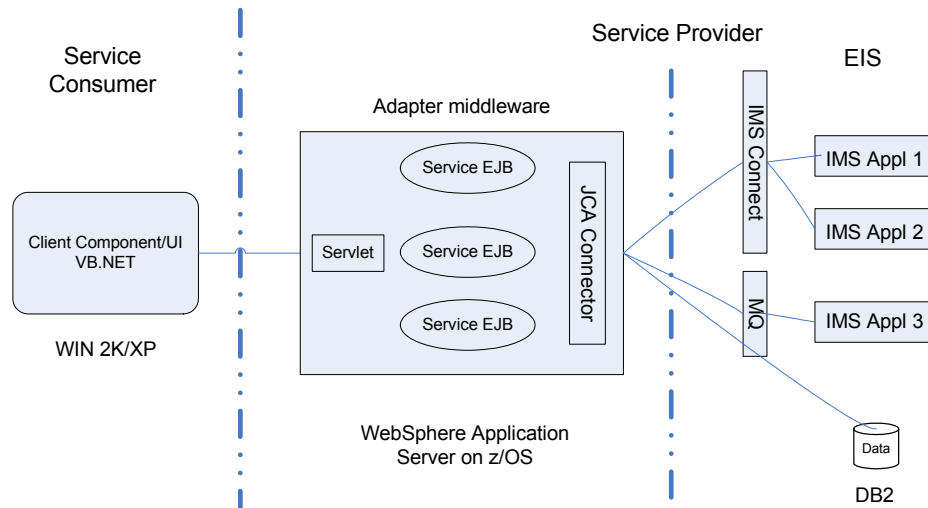 Service
Consumer
Client Component/UI
VB.NET
WIN 2K/XP
Service Provider
Adapter middleware
Service EJB
Servlet
Service EJB
Service EJB
JCA Connector
WebSphere Application
Server on z/OS
EIS
IMS Connect
IMS Appl 1
IMS Appl 2
MQ
IMS Appl 3
Data
DB2